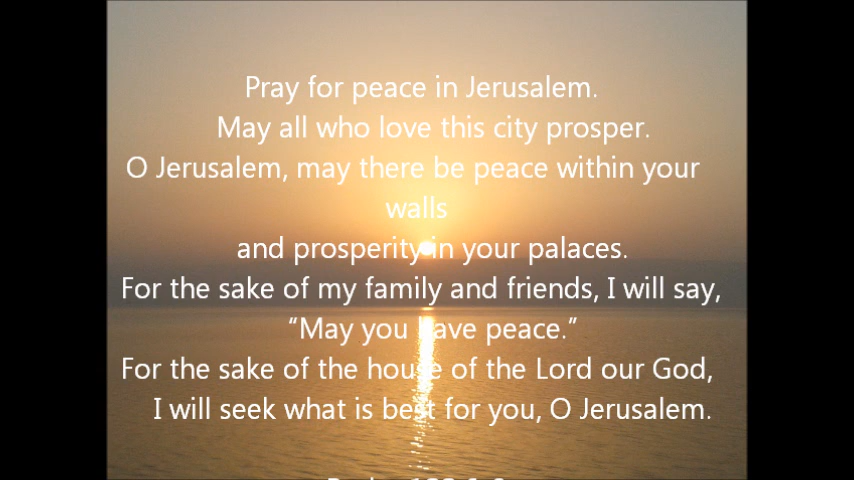 Pray for peace in Jerusalem.
May all who love this city prosper.
O Jerusalem, may there be peace within your
walls
and prosperity in your palaces.
For the sake of my family and friends, I will say,
“May you have peace.”
For the sake of the house of the Lord our God,
I will seek what is best for you, O Jerusalem.